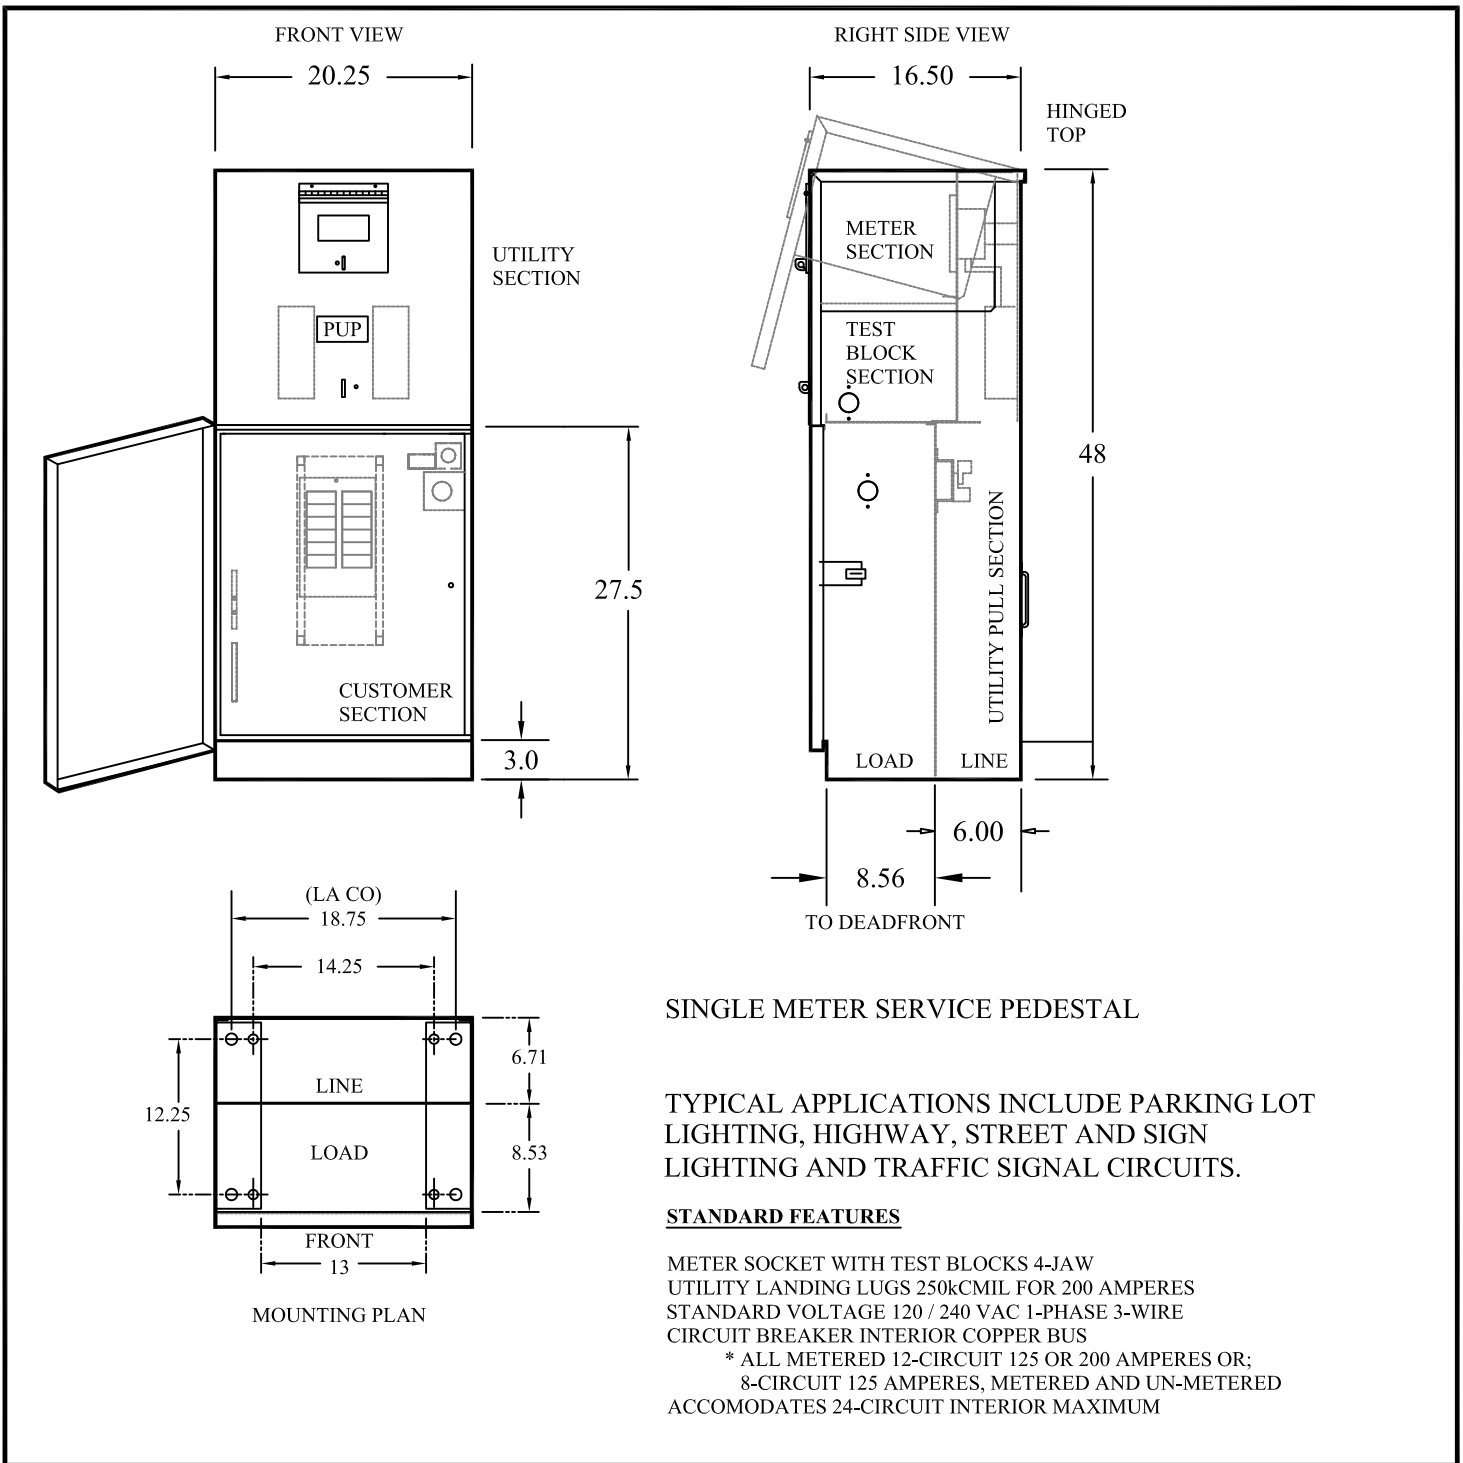 FRONT VIEW
20.25
UTILITY
SECTION
PUP
27.5
CUSTOMER
SECTION
3.0
RIGHT SIDE VIEW
16.50
HINGED
TOP
METER
SECTION
TEST
BLOCK
SECTION
48
UTILITY PULL SECTION
LOAD
LINE
6.00
8.56
TO DEADFRONT
(LA CO)
18.75
14.25
6.71
LINE
12.25
LOAD
8.53
FRONT
13
MOUNTING PLAN
SINGLE METER SERVICE PEDESTAL
TYPICAL APPLICATIONS INCLUDE PARKING LOT
LIGHTING, HIGHWAY, STREET AND SIGN
LIGHTING AND TRAFFIC SIGNAL CIRCUITS.
STANDARD FEATURES
METER SOCKET WITH TEST BLOCKS 4-JAW
UTILITY LANDING LUGS 250kCMIL FOR 200 AMPERES
STANDARD VOLTAGE 120 / 240 VAC 1-PHASE 3-WIRE
CIRCUIT BREAKER INTERIOR COPPER BUS
* ALL METERED 12-CIRCUIT 125 OR 200 AMPERES OR;
8-CIRCUIT 125 AMPERES, METERED AND UN-METERED
ACCOMODATES 24-CIRCUIT INTERIOR MAXIMUM